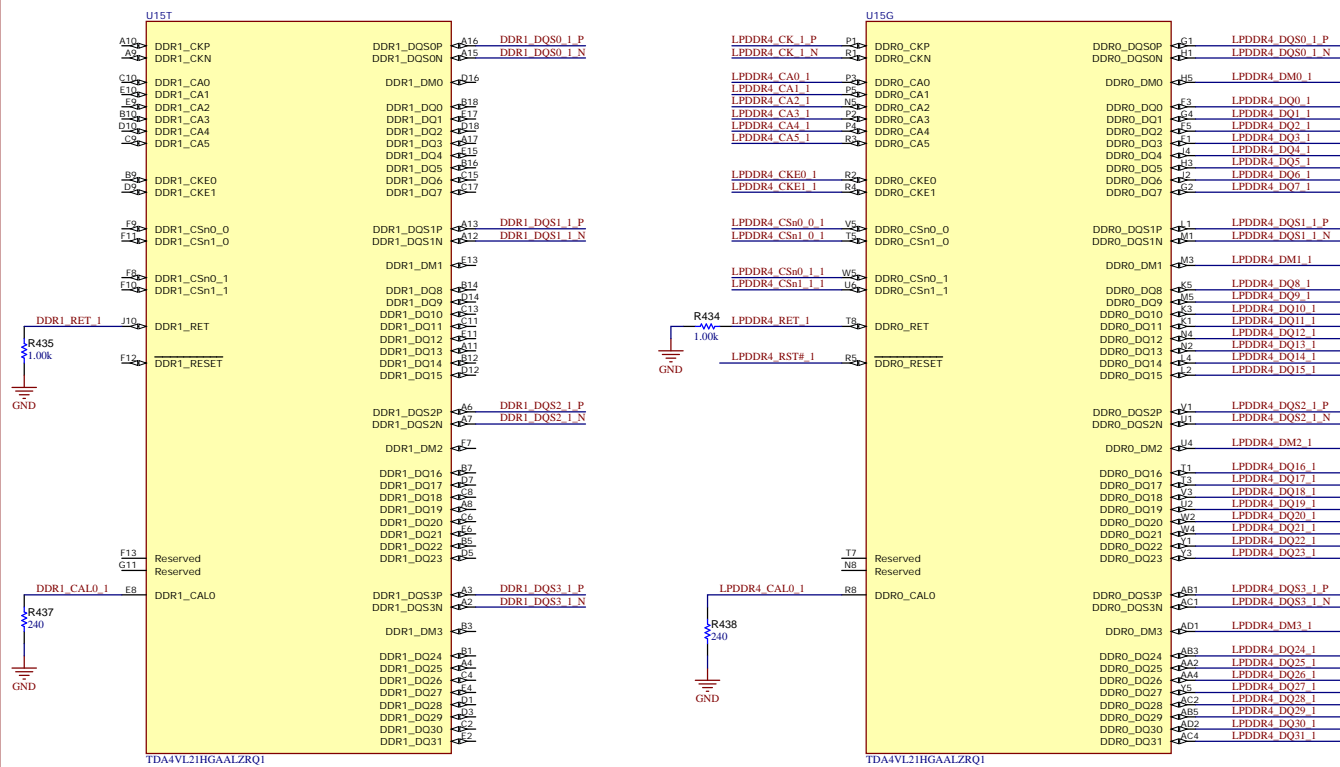 U15T
A10 DDR1_CKP DDR1_DQS0P A16 DDR1_DQS0_1_P
A9 DDR1_CKN DDR1_DQS0N A15 DDR1_DQS0_1_N
C10 DDR1_CA0 DDR1_DM0 D16
E10 DDR1_CA1
E9 DDR1_CA2 DDR1_DQ0 B18
B10 DDR1_CA3 DDR1_DQ1 E17
D10 DDR1_CA4 DDR1_DQ2 D18
C9 DDR1_CA5 DDR1_DQ3 A17
DDR1_DQ4 E15
DDR1_DQ5 B16
B9 DDR1_CKE0 DDR1_DQ6 C15
D9 DDR1_CKE1 DDR1_DQ7 C17
F9 DDR1_CSn0_0 DDR1_DQS1P A13 DDR1_DQS1_1_P
F11 DDR1_CSn1_0 DDR1_DQS1N A12 DDR1_DQS1_1_N
DDR1_DM1 E13
F8 DDR1_CSn0_1
F10 DDR1_CSn1_1 DDR1_DQ8 B14
DDR1_DQ9 D14
DDR1_DQ10 C13
DDR1_RET_1 J10 DDR1_RET DDR1_DQ11 C11
R435 DDR1_DQ12 E11
1.00k DDR1_DQ13 A11
F12 DDR1_RESET DDR1_DQ14 B12
DDR1_DQ15 D12
GND
DDR1_DQS2P A6 DDR1_DQS2_1_P
DDR1_DQS2N A7 DDR1_DQS2_1_N
DDR1_DM2 F7
DDR1_DQ16 B7
DDR1_DQ17 D7
DDR1_DQ18 C8
DDR1_DQ19 A8
DDR1_DQ20 C6
DDR1_DQ21 E6
DDR1_DQ22 B5
F13 Reserved DDR1_DQ23 D5
G11 Reserved
DDR1_CAL0_1 E8 DDR1_CAL0 DDR1_DQS3P A3 DDR1_DQS3_1_P
DDR1_DQS3N A2 DDR1_DQS3_1_N
R437
240
DDR1_DM3 B3
DDR1_DQ24 B1
DDR1_DQ25 A4
DDR1_DQ26 C4
GND
DDR1_DQ27 E4
DDR1_DQ28 D1
DDR1_DQ29 D3
DDR1_DQ30 C2
DDR1_DQ31 E2
TDA4VL21HGAALZRQ1
U15G
LPDDR4_CK_1_P P1 DDR0_CKP DDR0_DQS0P G1 LPDDR4_DQS0_1_P
LPDDR4_CK_1_N R1 DDR0_CKN DDR0_DQS0N H1 LPDDR4_DQS0_1_N
LPDDR4_CA0_1 P3 DDR0_CA0 DDR0_DM0 H5 LPDDR4_DM0_1
LPDDR4_CA1_1 P5 DDR0_CA1
LPDDR4_CA2_1 N5 DDR0_CA2 DDR0_DQ0 F3 LPDDR4_DQ0_1
LPDDR4_CA3_1 P2 DDR0_CA3 DDR0_DQ1 G4 LPDDR4_DQ1_1
LPDDR4_CA4_1 P4 DDR0_CA4 DDR0_DQ2 F5 LPDDR4_DQ2_1
LPDDR4_CA5_1 R3 DDR0_CA5 DDR0_DQ3 F1 LPDDR4_DQ3_1
DDR0_DQ4 J4 LPDDR4_DQ4_1
DDR0_DQ5 H3 LPDDR4_DQ5_1
LPDDR4_CKE0_1 R2 DDR0_CKE0 DDR0_DQ6 J2 LPDDR4_DQ6_1
LPDDR4_CKE1_1 R4 DDR0_CKE1 DDR0_DQ7 G2 LPDDR4_DQ7_1
LPDDR4_CSn0_0_1 V5 DDR0_CSn0_0 DDR0_DQS1P L1 LPDDR4_DQS1_1_P
LPDDR4_CSn1_0_1 T5 DDR0_CSn1_0 DDR0_DQS1N M1 LPDDR4_DQS1_1_N
DDR0_DM1 M3 LPDDR4_DM1_1
LPDDR4_CSn0_1_1 W5 DDR0_CSn0_1
LPDDR4_CSn1_1_1 U6 DDR0_CSn1_1 DDR0_DQ8 K5 LPDDR4_DQ8_1
DDR0_DQ9 M5 LPDDR4_DQ9_1
DDR0_DQ10 K3 LPDDR4_DQ10_1
R434 LPDDR4_RET_1 T8 DDR0_RET DDR0_DQ11 K1 LPDDR4_DQ11_1
1.00k DDR0_DQ12 N4 LPDDR4_DQ12_1
DDR0_DQ13 N2 LPDDR4_DQ13_1
LPDDR4_RST#_1 R5 DDR0_RESET DDR0_DQ14 L4 LPDDR4_DQ14_1
GND DDR0_DQ15 L2 LPDDR4_DQ15_1
DDR0_DQS2P V1 LPDDR4_DQS2_1_P
DDR0_DQS2N U1 LPDDR4_DQS2_1_N
DDR0_DM2 U4 LPDDR4_DM2_1
DDR0_DQ16 T1 LPDDR4_DQ16_1
DDR0_DQ17 T3 LPDDR4_DQ17_1
DDR0_DQ18 V3 LPDDR4_DQ18_1
DDR0_DQ19 U2 LPDDR4_DQ19_1
DDR0_DQ20 W2 LPDDR4_DQ20_1
DDR0_DQ21 W4 LPDDR4_DQ21_1
DDR0_DQ22 Y1 LPDDR4_DQ22_1
T7 Reserved DDR0_DQ23 Y3 LPDDR4_DQ23_1
N8 Reserved
LPDDR4_CAL0_1 R8 DDR0_CAL0 DDR0_DQS3P AB1 LPDDR4_DQS3_1_P
DDR0_DQS3N AC1 LPDDR4_DQS3_1_N
R438
240
DDR0_DM3 AD1 LPDDR4_DM3_1
DDR0_DQ24 AB3 LPDDR4_DQ24_1
DDR0_DQ25 AA2 LPDDR4_DQ25_1
DDR0_DQ26 AA4 LPDDR4_DQ26_1
DDR0_DQ27 Y5 LPDDR4_DQ27_1
GND DDR0_DQ28 AC2 LPDDR4_DQ28_1
DDR0_DQ29 AB5 LPDDR4_DQ29_1
DDR0_DQ30 AD2 LPDDR4_DQ30_1
DDR0_DQ31 AC4 LPDDR4_DQ31_1
TDA4VL21HGAALZRQ1